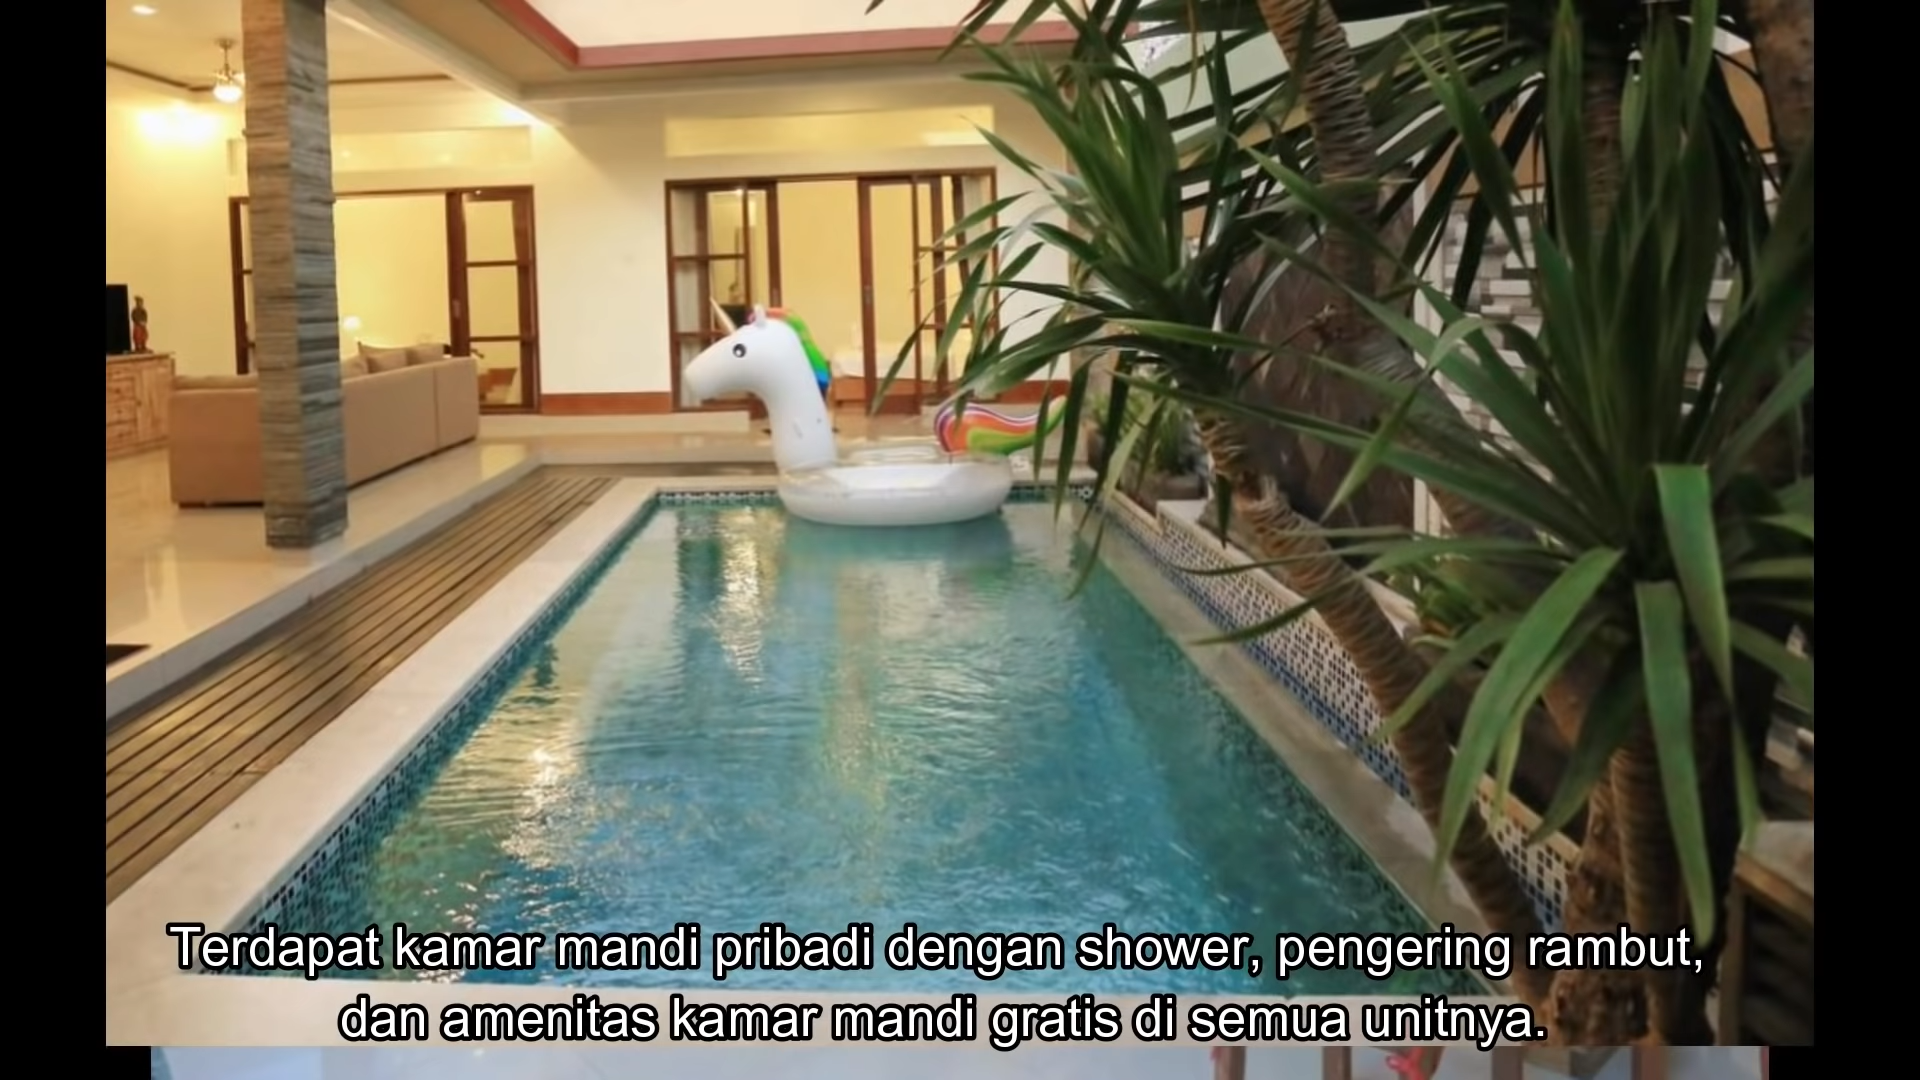 Terdapat kamar mandi pribadi dengan shower, pengering rambut,
dan amenitas kamar mandi gratis di semua unitnya.